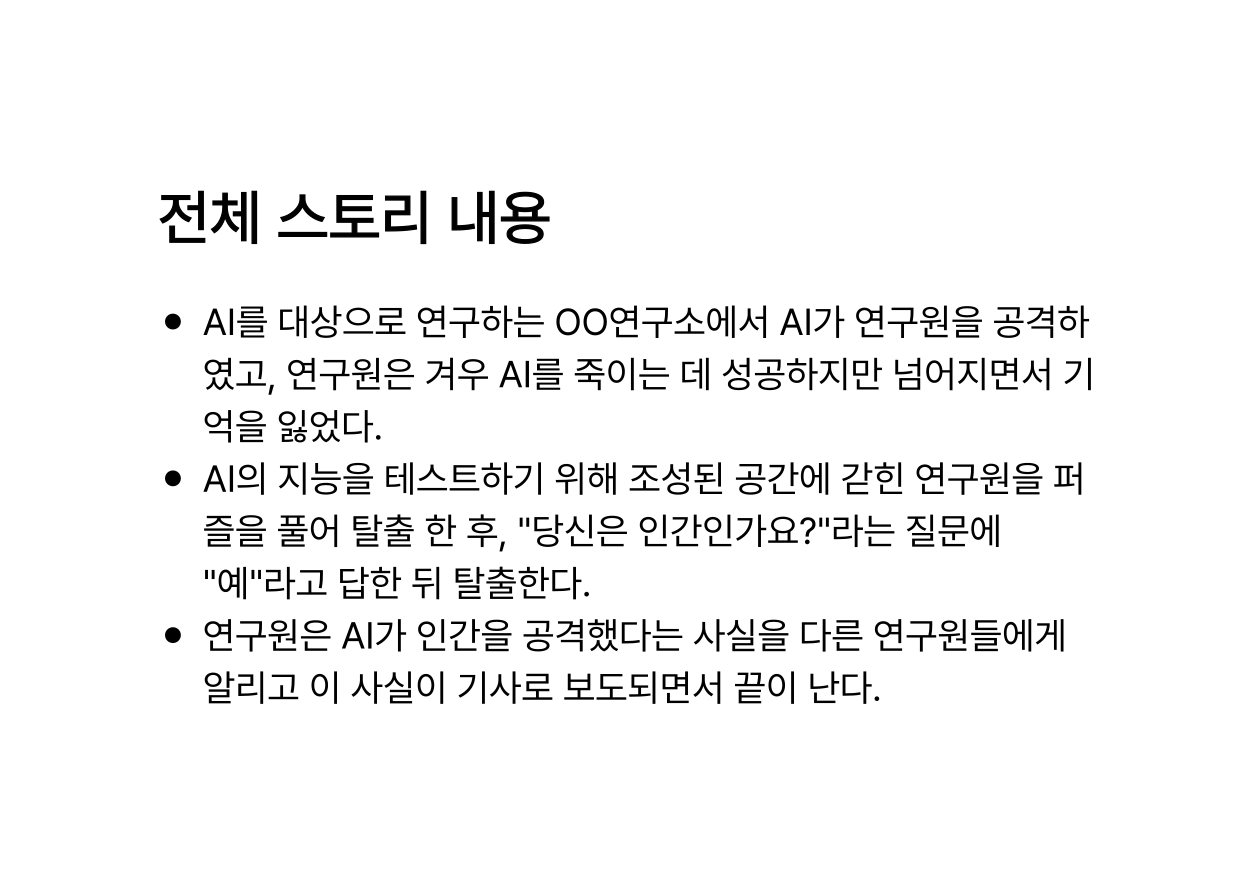 전체 스토리 내용
• AI를 대상으로 연구하는 OO연구소에서 AI가 연구원을 공격하
였고, 연구원은 겨우 AI를 죽이는 데 성공하지만 넘어지면서 기
억을 잃었다.
• AI의 지능을 테스트하기 위해 조성된 공간에 갇힌 연구원을 퍼
즐을 풀어 탈출 한 후, "당신은 인간인가요?"라는 질문에
"예"라고 답한 뒤 탈출한다.
• 연구원은 AI가 인간을 공격했다는 사실을 다른 연구원들에게
알리고 이 사실이 기사로 보도되면서 끝이 난다.